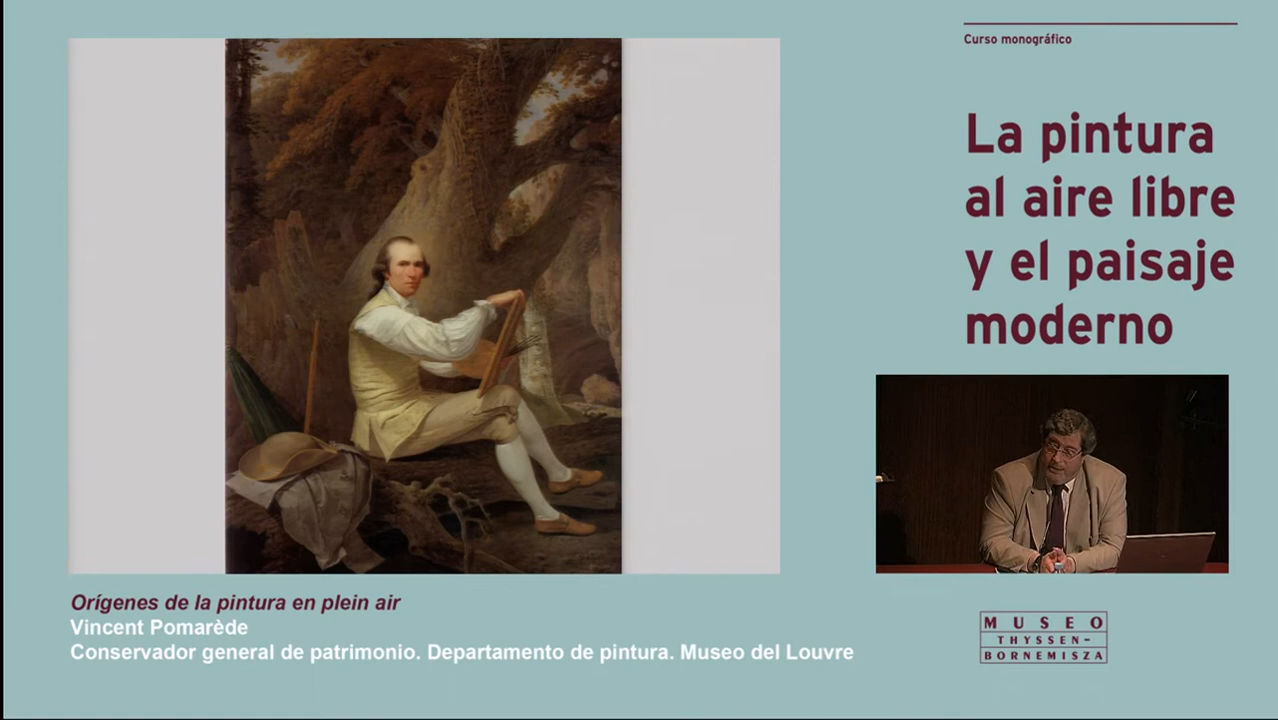 Curso monográfico
La pintura
al aire libre
y el paisaje
moderno
Orígenes de la pintura en plein air
Vincent Pomarède
Conservador general de patrimonio. Departamento de pintura. Museo del Louvre
MUSEO
THYSSEN-
BORNEMISZA